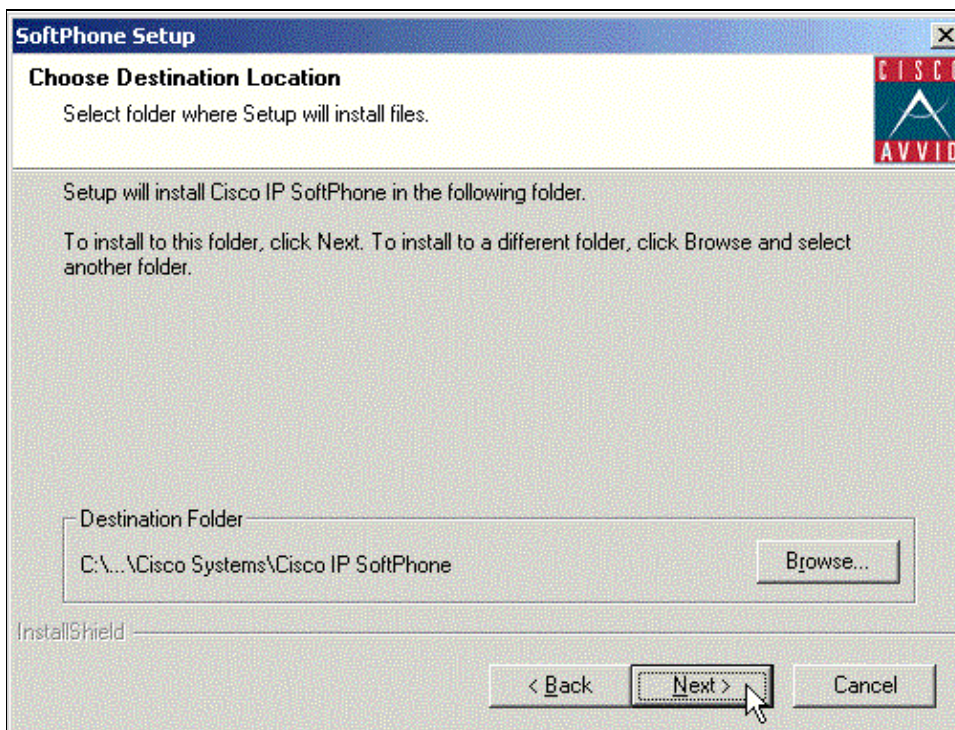 SoftPhone Setup
Choose Destination Location
Select folder where Setup will install files.
CISCO
AVVID
Setup will install Cisco IP SoftPhone in the following folder.
To install to this folder, click Next. To install to a different folder, click Browse and select
another folder.
Destination Folder
C:\...\Cisco Systems\Cisco IP SoftPhone
Browse...
InstallShield
< Back
Next >
Cancel